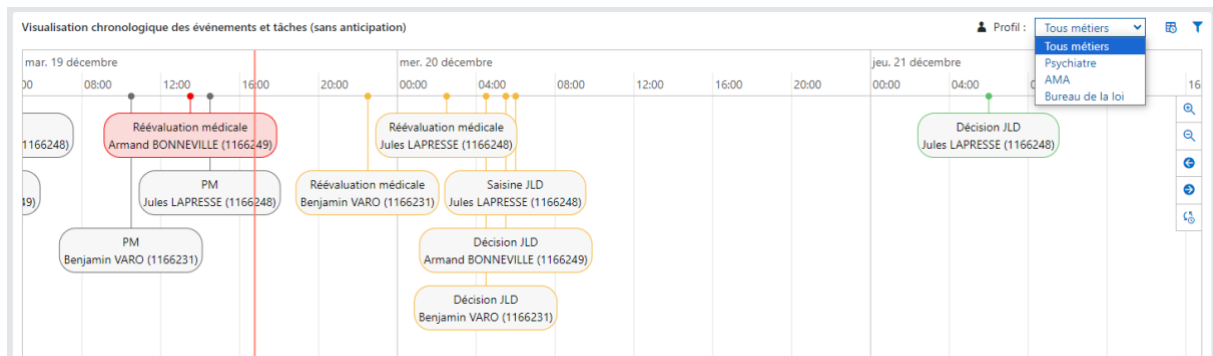 Visualisation chronologique des événements et tâches (sans anticipation)
Profil :
Tous métiers
Tous métiers
Psychiatre
AMA
Bureau de la loi
mar. 19 décembre
mer. 20 décembre
jeu. 21 décembre
08:00
12:00
16:00
20:00
00:00
04:00
08:00
12:00
16:00
20:00
00:00
04:00
16
1166248)
Réévaluation médicale
Armand BONNEVILLE (1166249)
Réévaluation médicale
Jules LAPRESSE (1166248)
Décision JLD
Jules LAPRESSE (1166248)
49)
PM
Jules LAPRESSE (1166248)
Réévaluation médicale
Benjamin VARO (1166231)
Saisine JLD
Jules LAPRESSE (1166248)
PM
Benjamin VARO (1166231)
Décision JLD
Armand BONNEVILLE (1166249)
Décision JLD
Benjamin VARO (1166231)